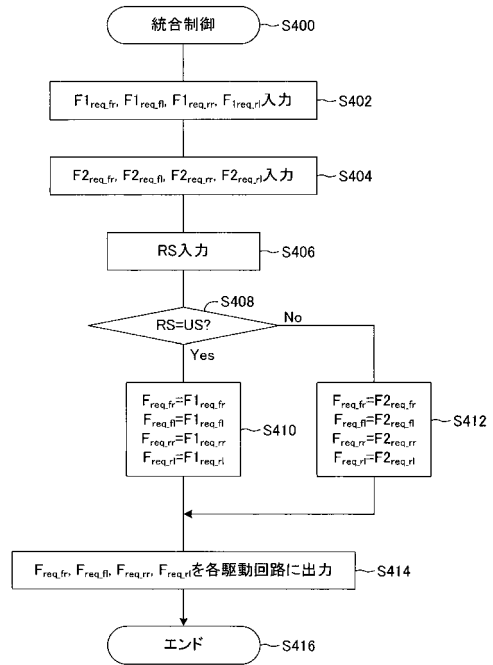 統合制御 S400
F1req_fr, F1req_fl, F1req_rr, F1req_rl入力 S402
F2req_fr, F2req_fl, F2req_rr, F2req_rl入力 S404
RS入力 S406
S408
RS=US?
No
Yes
Freq_fr=F1req_fr
Freq_fl=F1req_fl
Freq_rr=F1req_rr
Freq_rl=F1req_rl
S410
Freq_fr=F2req_fr
Freq_fl=F2req_fl
Freq_rr=F2req_rr
Freq_rl=F2req_rl
S412
Freq_fr, Freq_fl, Freq_rr, Freq_rlを各駆動回路に出力 S414
エンド S416